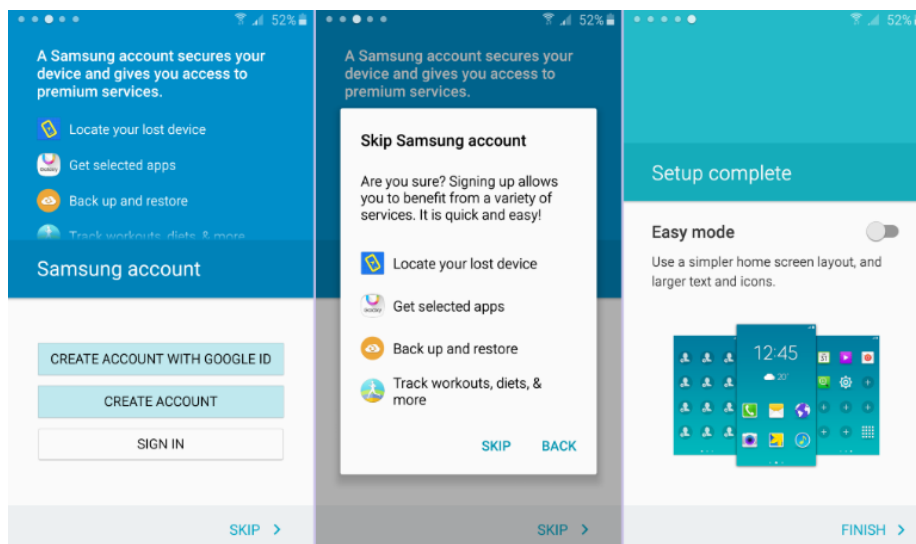 52%
A Samsung account secures your
device and gives you access to
premium services.
Locate your lost device
Get selected apps
Back up and restore
Track workouts, diets, & more
Samsung account
CREATE ACCOUNT WITH GOOGLE ID
CREATE ACCOUNT
SIGN IN
SKIP >
52%
A Samsung account secures your
device and gives you access to
premium services.
Skip Samsung account
Are you sure? Signing up allows
you to benefit from a variety of
services. It is quick and easy!
Locate your lost device
Get selected apps
Back up and restore
Track workouts, diets, &
more
SKIP BACK
SKIP >
52%
Setup complete
Easy mode
Use a simpler home screen layout, and
larger text and icons.
12:45
20°
FINISH >